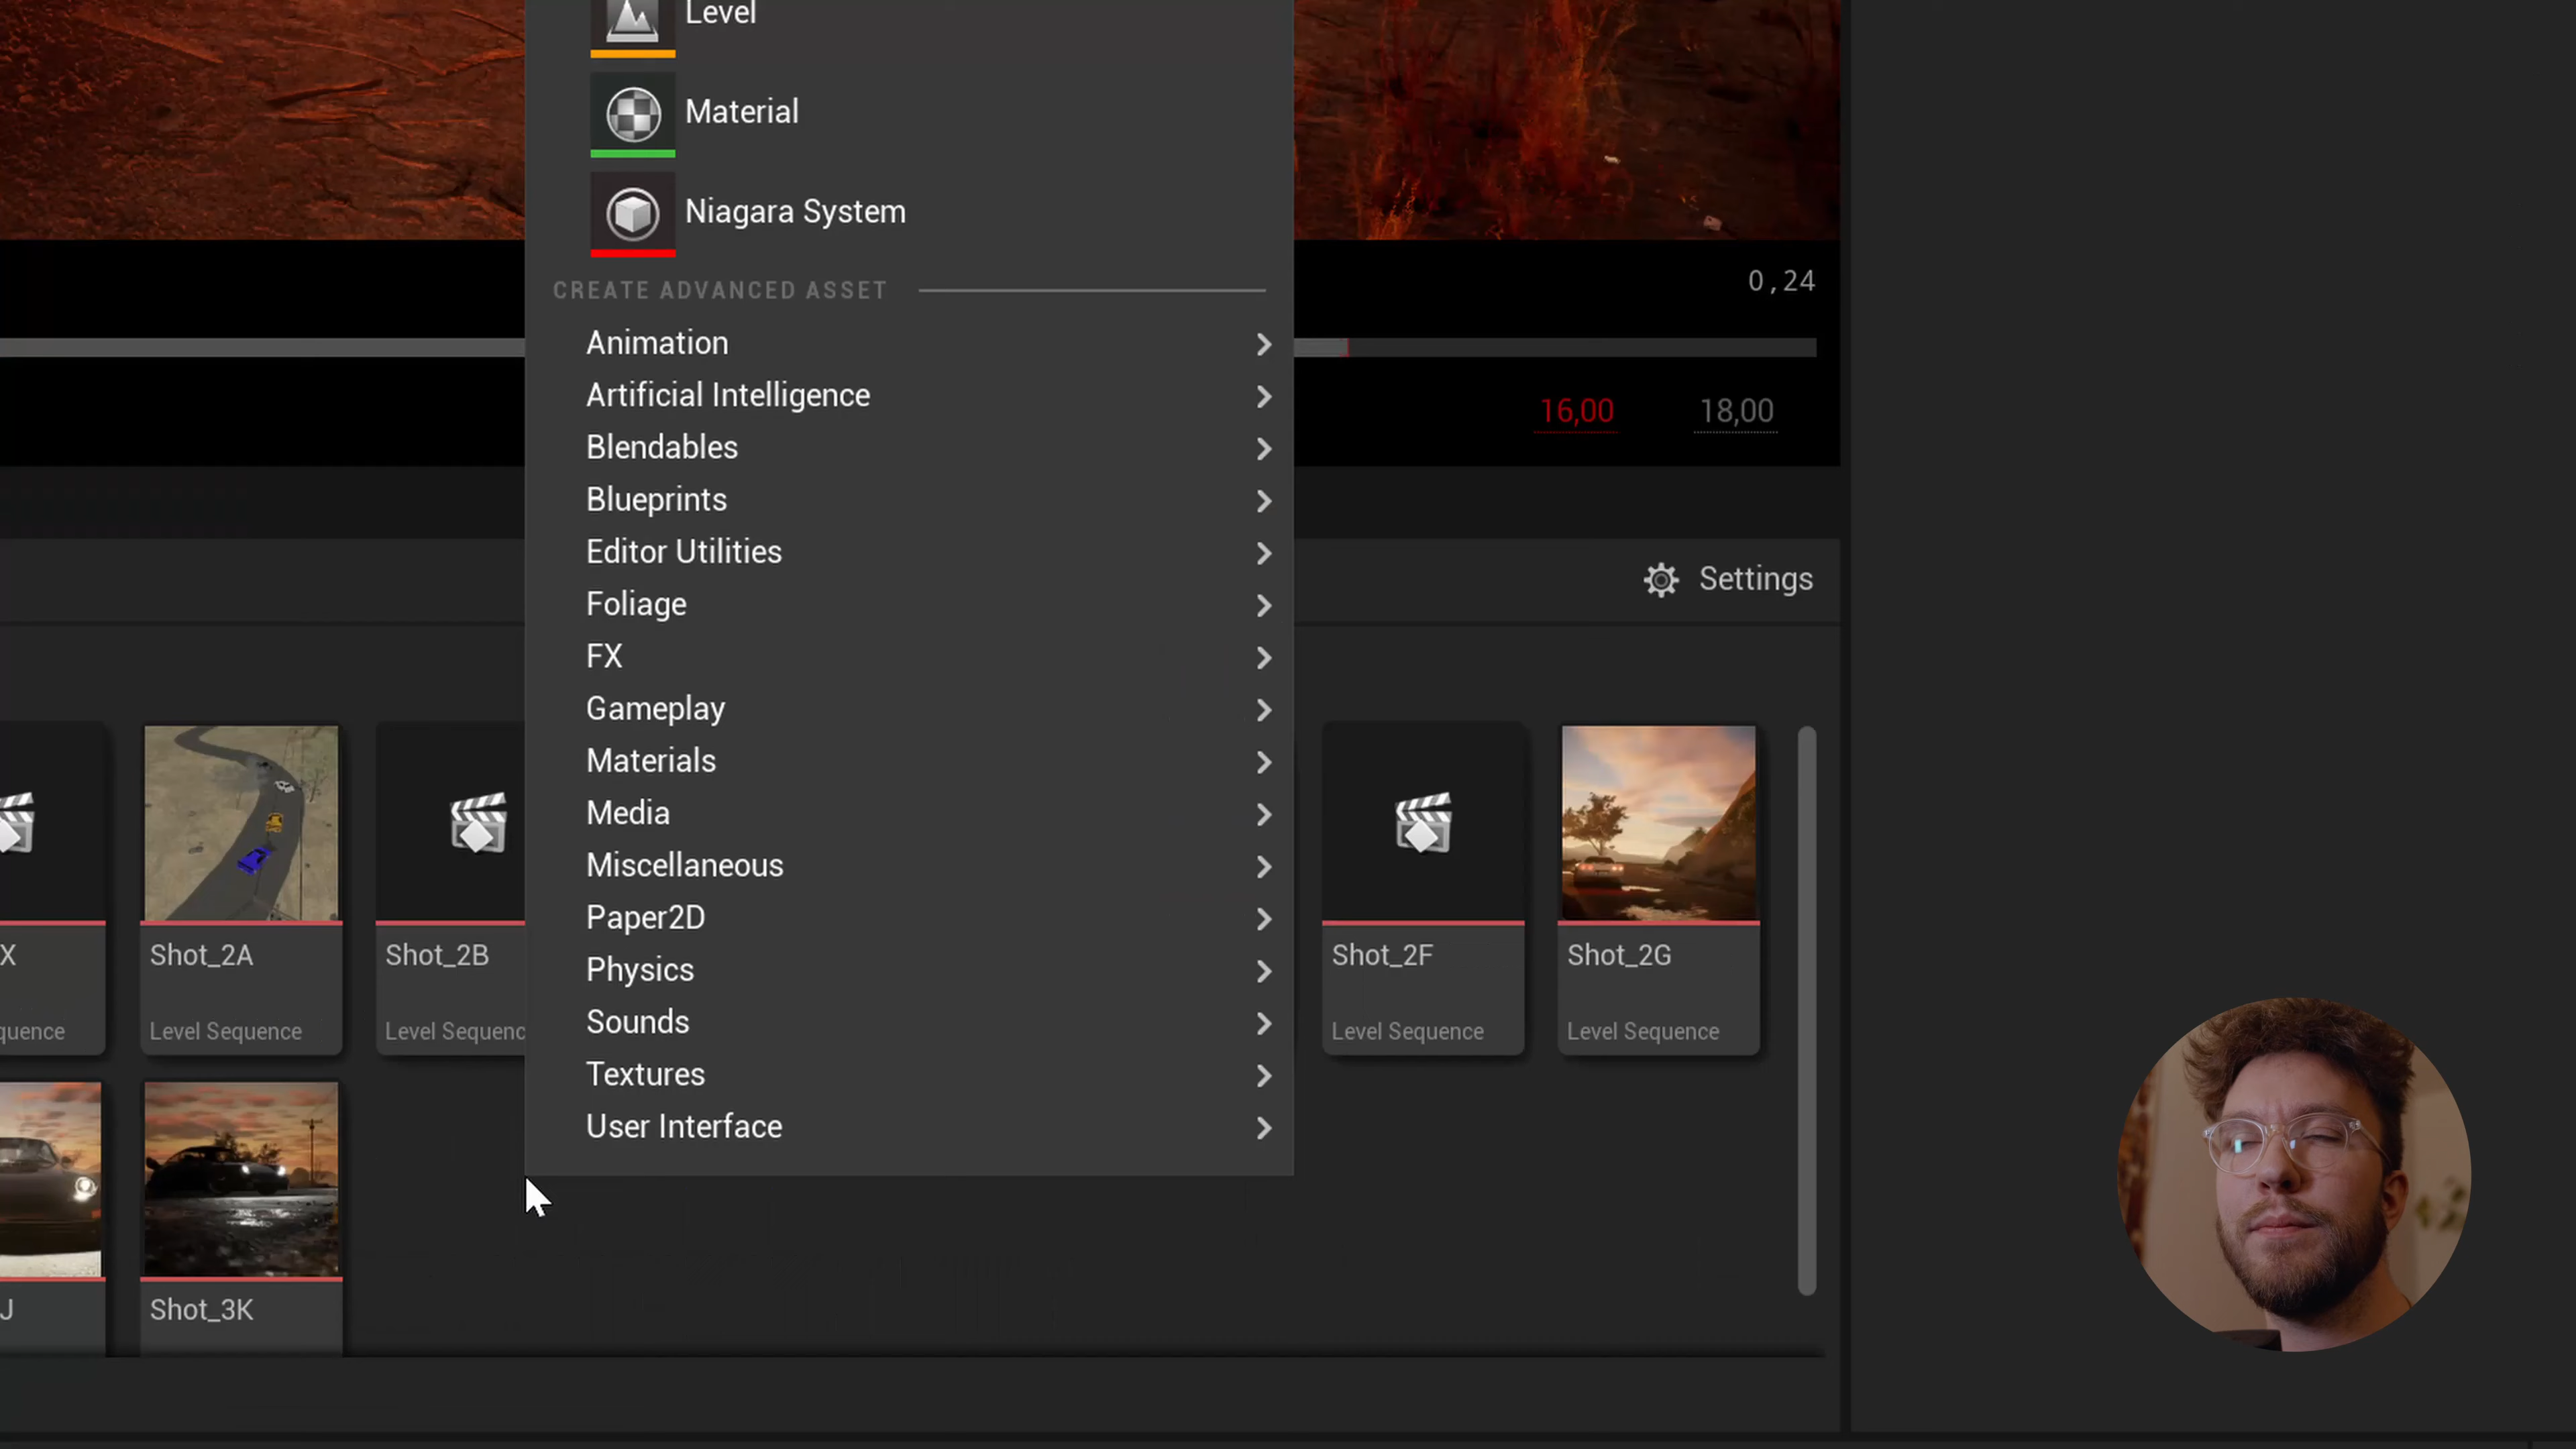 Level
Material
Niagara System
CREATE ADVANCED ASSET
Animation
Artificial Intelligence
Blendables
Blueprints
Editor Utilities
Foliage
FX
Gameplay
Materials
Media
Miscellaneous
Paper2D
Physics
Sounds
Textures
User Interface
0,24
16,00 18,00
Settings
X
Shot_2A
Shot_2B
Shot_2F
Shot_2G
quence
Level Sequence
Level Sequenc
Level Sequence
Level Sequence
J
Shot_3K